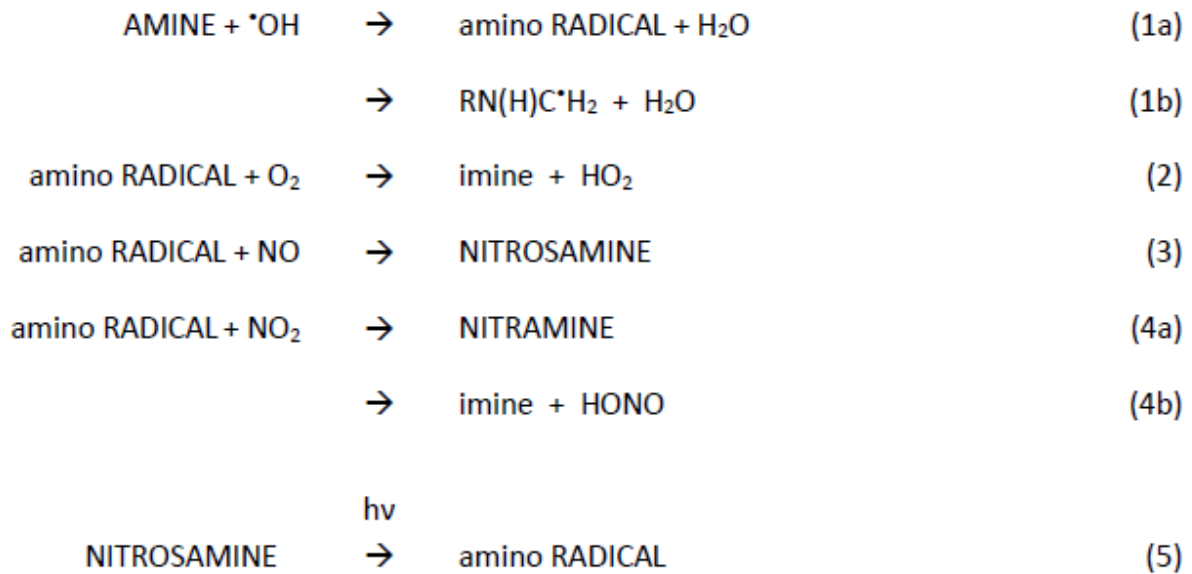 AMINE + •OH → amino RADICAL + H₂O (1a)
→ RN(H)C•H₂ + H₂O (1b)
amino RADICAL + O₂ → imine + HO₂ (2)
amino RADICAL + NO → NITROSAMINE (3)
amino RADICAL + NO₂ → NITRAMINE (4a)
→ imine + HONO (4b)
hν
NITROSAMINE → amino RADICAL (5)